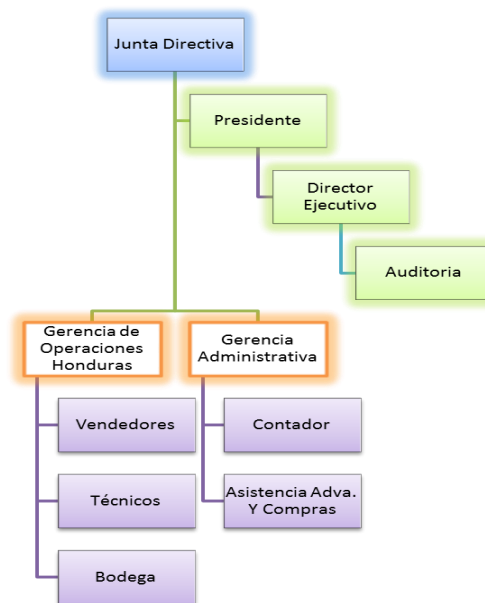 Junta Directiva
Presidente
Director
Ejecutivo
Auditoria
Gerencia de
Operaciones
Honduras
Gerencia
Administrativa
Vendedores
Contador
Técnicos
Asistencia Adva.
Y Compras
Bodega